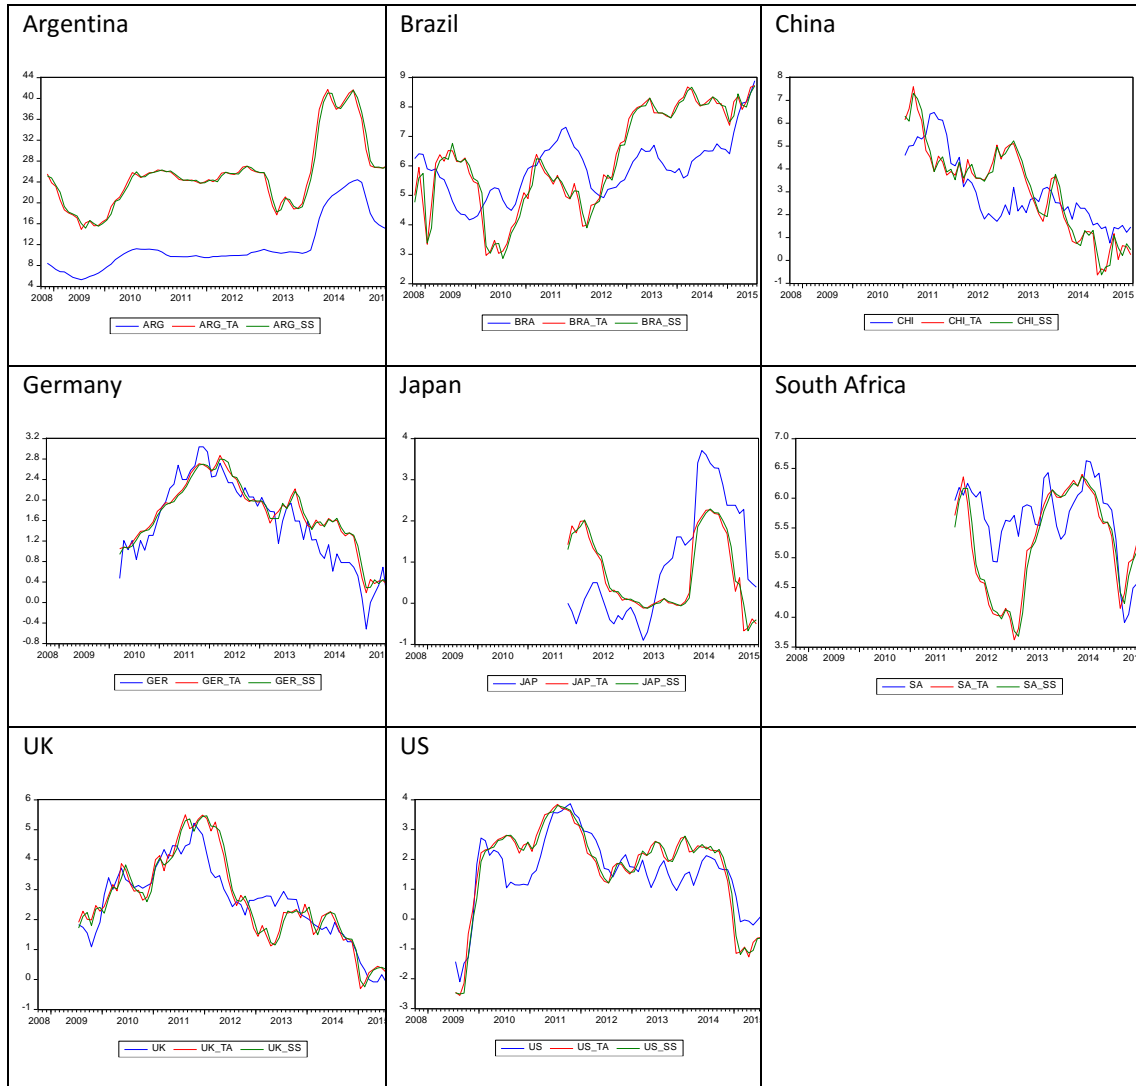 Argentina
44
40
36
32
28
24
20
16
12
8
4
2008 2009 2010 2011 2012 2013 2014 201
ARG ARG_TA ARG_SS
Brazil
9
8
7
6
5
4
3
2
2008 2009 2010 2011 2012 2013 2014 2015
BRA BRA_TA BRA_SS
China
8
7
6
5
4
3
2
1
0
-1
2008 2009 2010 2011 2012 2013 2014 2015
CHI CHI_TA CHI_SS
Germany
3.2
2.8
2.4
2.0
1.6
1.2
0.8
0.4
0.0
-0.4
-0.8
2008 2009 2010 2011 2012 2013 2014 201
GER GER_TA GER_SS
Japan
4
3
2
1
0
-1
2008 2009 2010 2011 2012 2013 2014 2015
JAP JAP_TA JAP_SS
South Africa
7.0
6.5
6.0
5.5
5.0
4.5
4.0
3.5
2008 2009 2010 2011 2012 2013 2014 201
SA SA_TA SA_SS
UK
6
5
4
3
2
1
0
-1
2008 2009 2010 2011 2012 2013 2014 2015
UK UK_TA UK_SS
US
4
3
2
1
0
-1
-2
-3
2008 2009 2010 2011 2012 2013 2014 2015
US US_TA US_SS